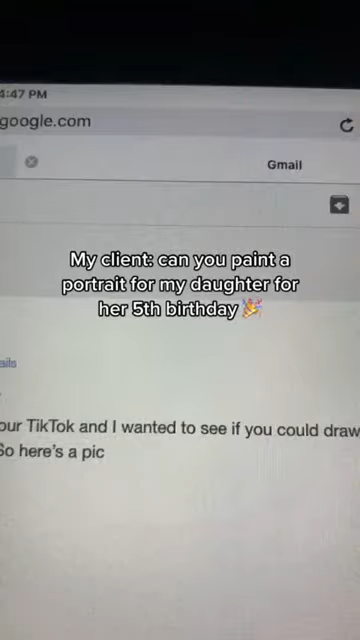 4:47 PM
google.com
Gmail
My client: can you paint a
portrait for my daughter for
her 5th birthday 🎉
ails
our TikTok and I wanted to see if you could draw
So here's a pic